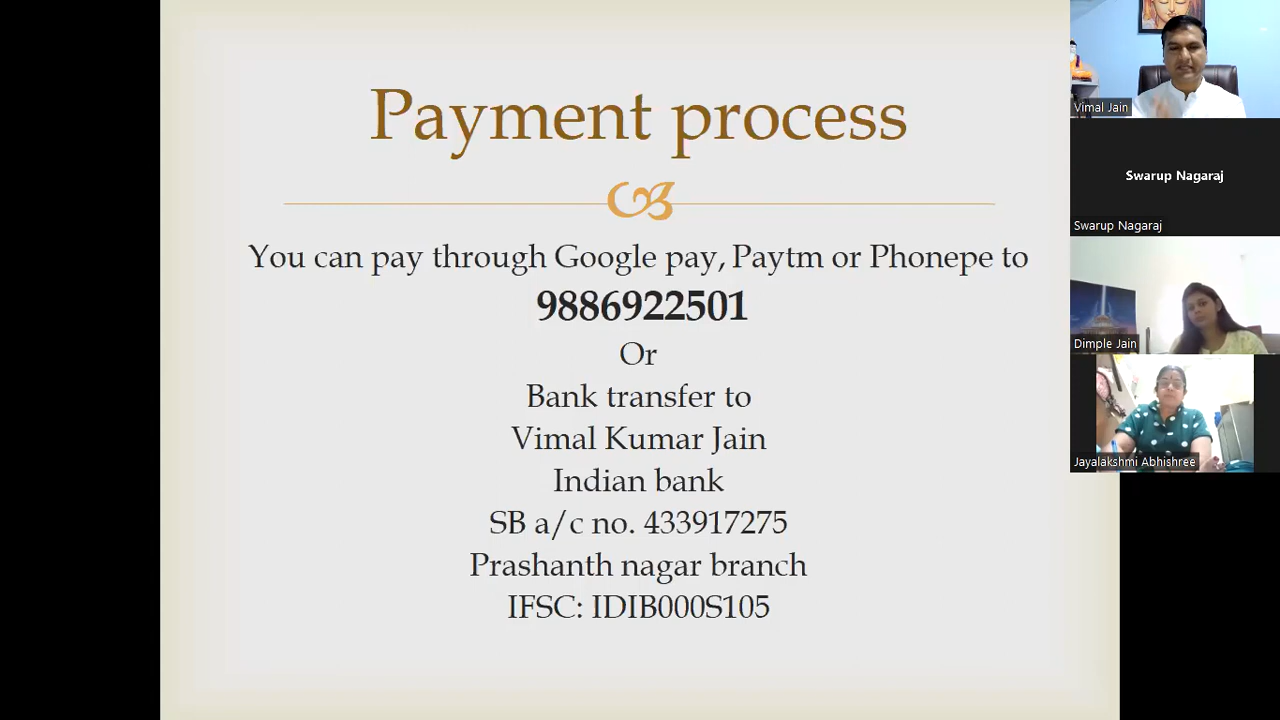 Payment process
You can pay through Google pay, Paytm or Phonepe to
9886922501
Or
Bank transfer to
Vimal Kumar Jain
Indian bank
SB a/c no. 433917275
Prashanth nagar branch
IFSC: IDIB000S105
Vimal Jain
Swarup Nagaraj
Swarup Nagaraj
Dimple Jain
Jayalakshmi Abhishree